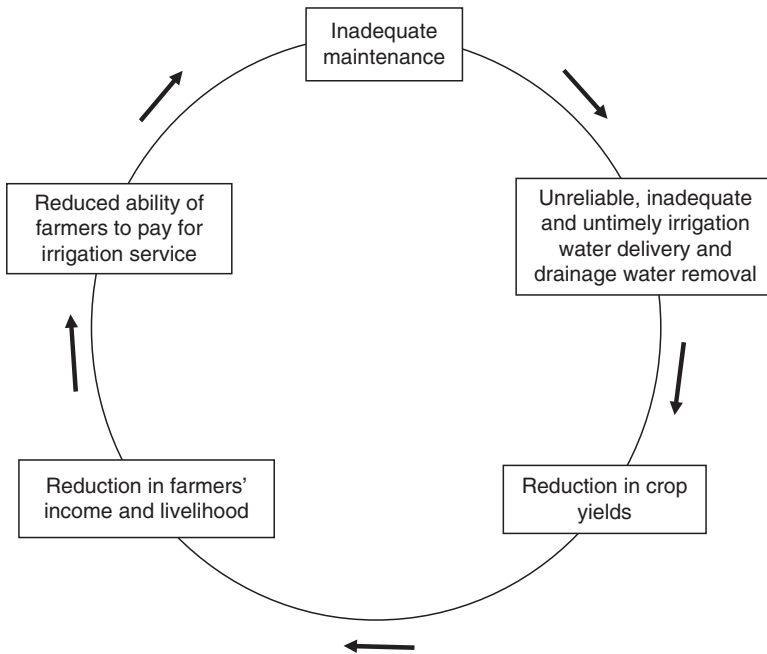 Inadequate
maintenance
Unreliable, inadequate
and untimely irrigation
water delivery and
drainage water removal
Reduction in crop
yields
Reduction in farmers’
income and livelihood
Reduced ability of
farmers to pay for
irrigation service